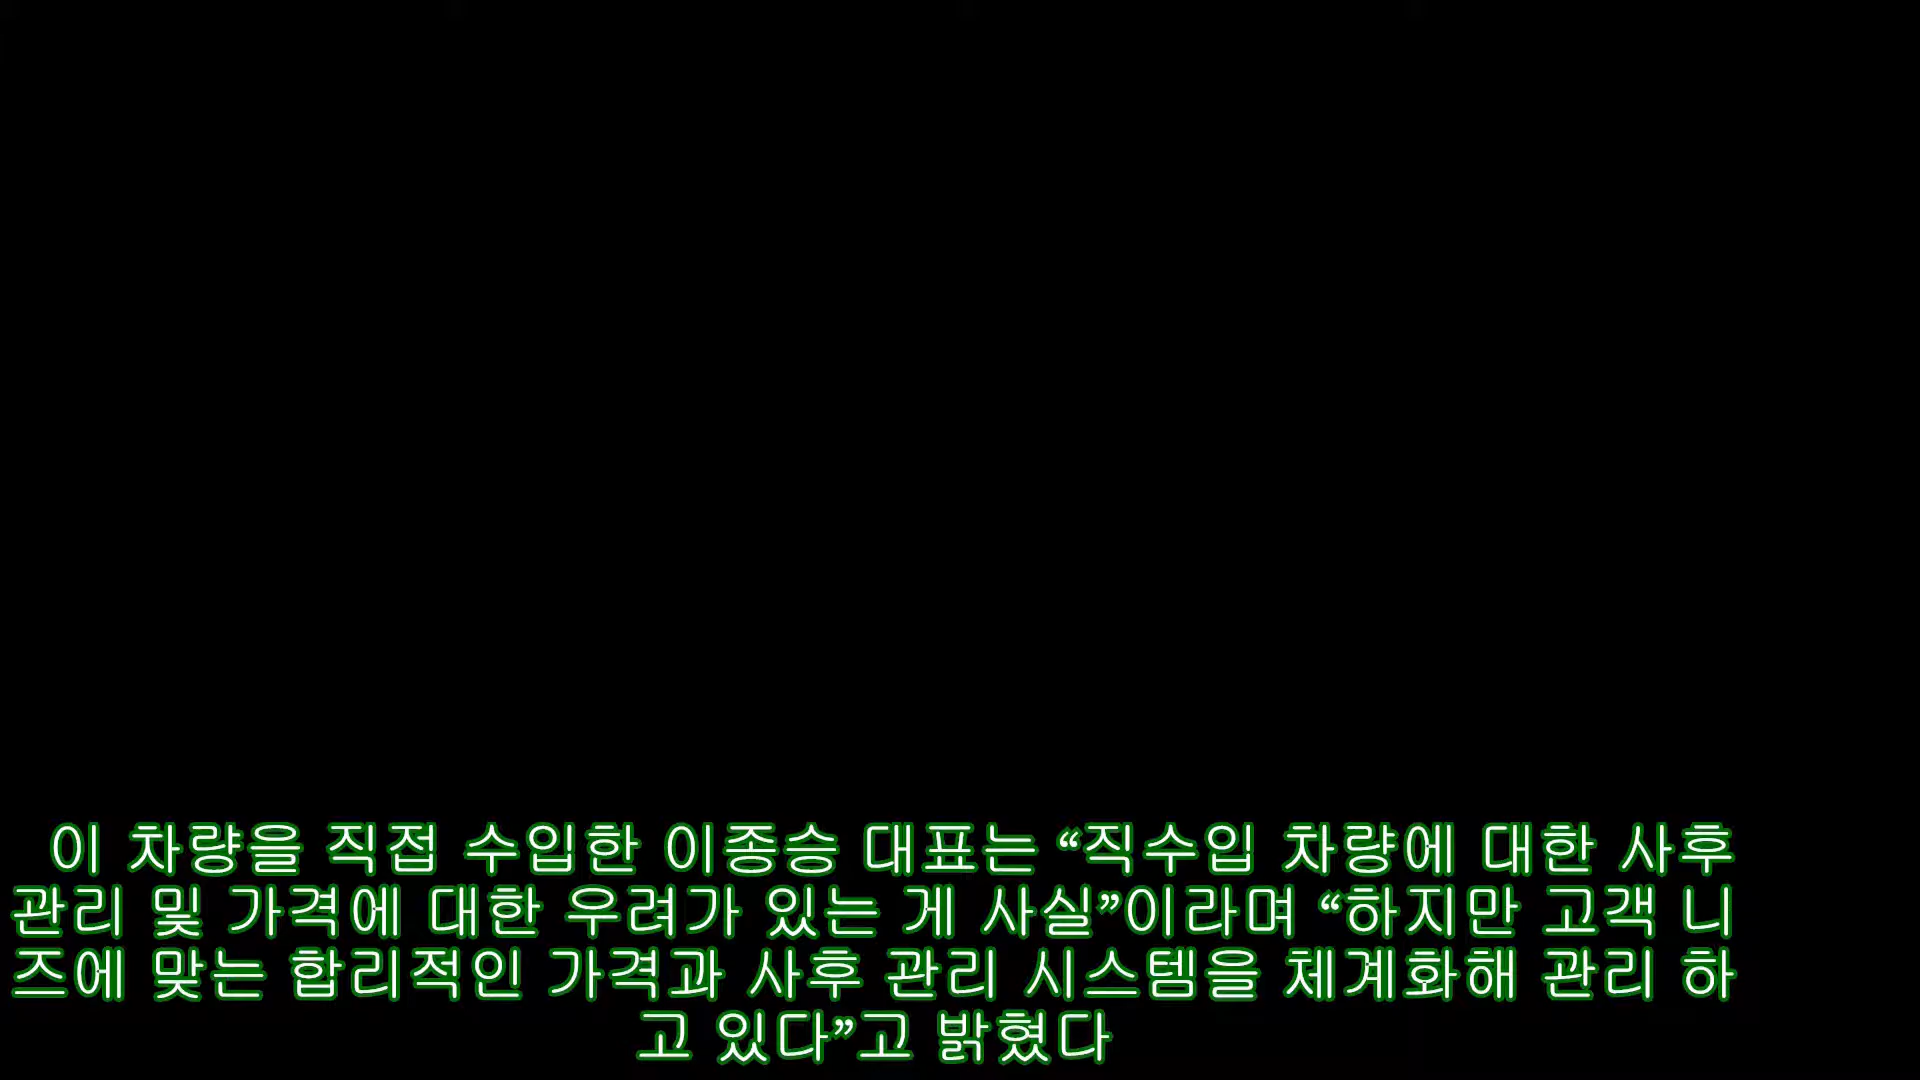 이 차량을 직접 수입한 이종승 대표는 “직수입 차량에 대한 사후
관리 및 가격에 대한 우려가 있는 게 사실”이라며 “하지만 고객 니
즈에 맞는 합리적인 가격과 사후 관리 시스템을 체계화해 관리 하
고 있다”고 밝혔다